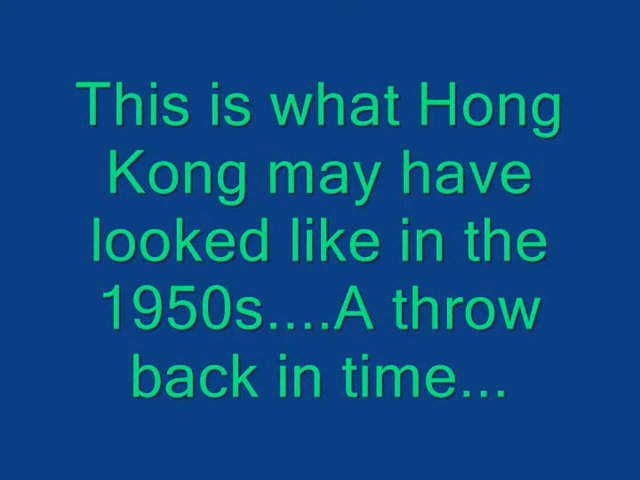 This is what Hong
Kong may have
looked like in the
1950s....A throw
back in time...